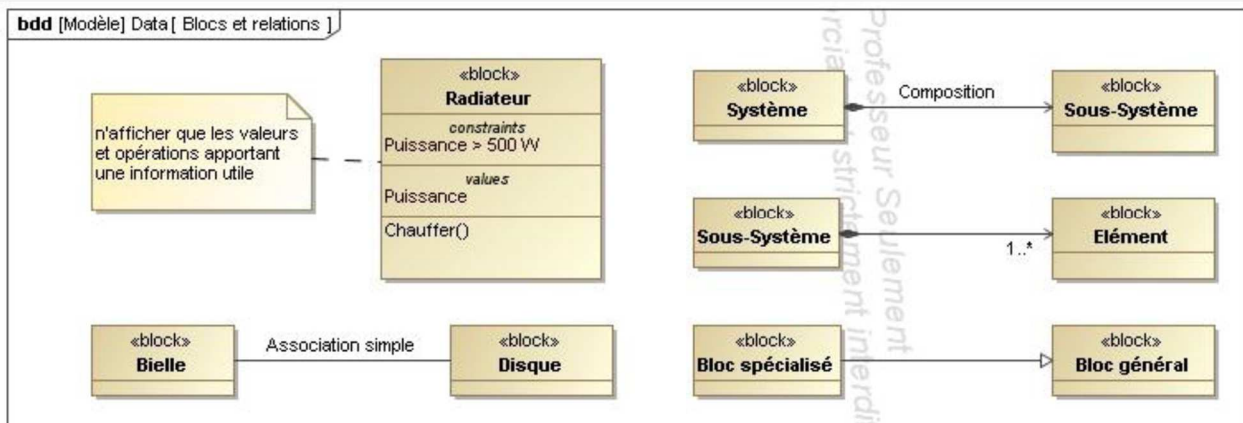 bdd [Modèle] Data [ Blocs et relations ]
n'afficher que les valeurs
et opérations apportant
une information utile
«block»
Radiateur
constraints
Puissance > 500 W
values
Puissance
Chauffer()
«block»
Système
Composition
«block»
Sous-Système
«block»
Sous-Système
1..*
«block»
Elément
«block»
Bielle
Association simple
«block»
Disque
«block»
Bloc spécialisé
«block»
Bloc général
Professeur Seulement
strictement interdi